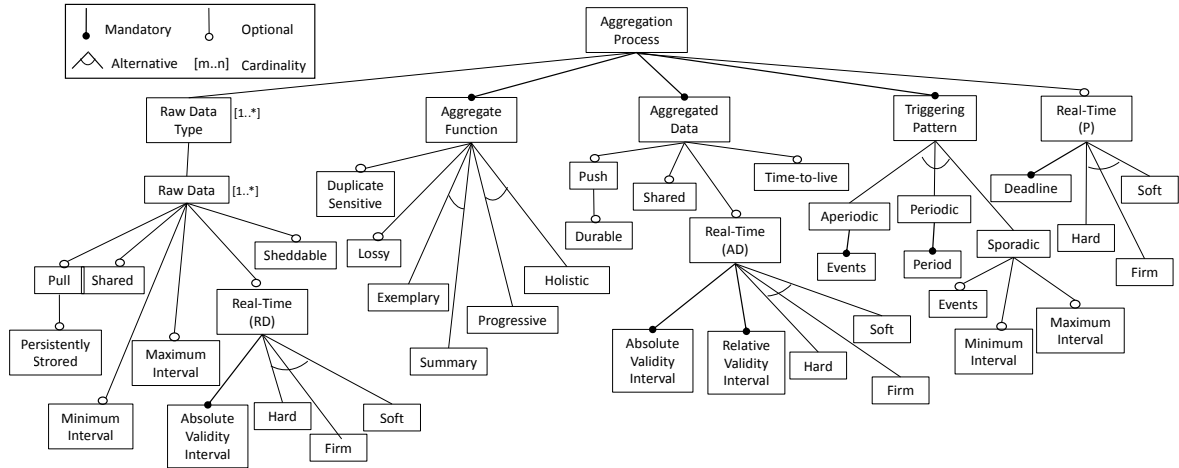 Mandatory
Optional
Alternative
[m..n]
Cardinality
Aggregation
Process
Raw Data
Type
[1..*]
Aggregate
Function
Aggregated
Data
Triggering
Pattern
Real-Time
(P)
Raw Data
[1..*]
Duplicate
Sensitive
Push
Shared
Time-to-live
Deadline
Soft
Aperiodic
Periodic
Sporadic
Hard
Firm
Pull
Shared
Sheddable
Lossy
Exemplary
Summary
Progressive
Holistic
Durable
Real-Time
(AD)
Events
Period
Events
Minimum
Interval
Maximum
Interval
Persistently
Strored
Minimum
Interval
Maximum
Interval
Real-Time
(RD)
Absolute
Validity
Interval
Hard
Firm
Soft
Absolute
Validity
Interval
Relative
Validity
Interval
Hard
Firm
Soft